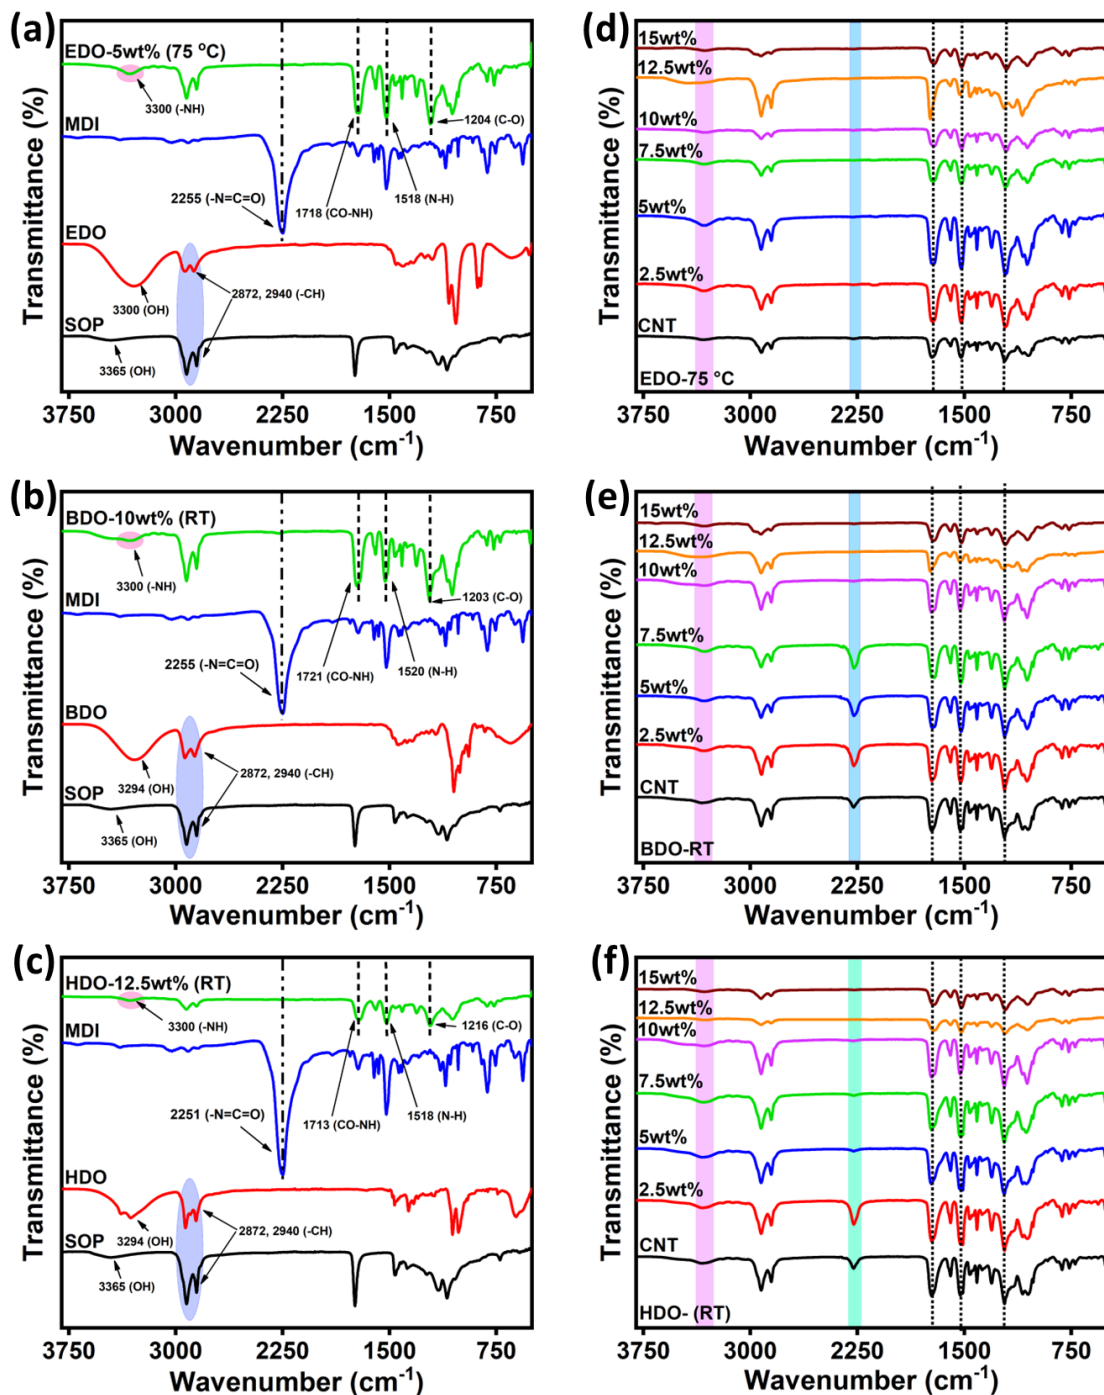 (a)
EDO-5wt% (75 °C)
3300 (-NH)
1204 (C-O)
MDI
2255 (-N=C=O)
1718 (CO-NH)
1518 (N-H)
EDO
3300 (OH)
2872, 2940 (-CH)
SOP
3365 (OH)
Transmittance (%)
3750 3000 2250 1500 750
Wavenumber (cm⁻¹)
(d)
15wt%
12.5wt%
10wt%
7.5wt%
5wt%
2.5wt%
CNT
EDO-75 °C
Transmittance (%)
3750 3000 2250 1500 750
Wavenumber (cm⁻¹)
(b)
BDO-10wt% (RT)
3300 (-NH)
1203 (C-O)
MDI
2255 (-N=C=O)
1721 (CO-NH)
1520 (N-H)
BDO
3294 (OH)
2872, 2940 (-CH)
SOP
3365 (OH)
Transmittance (%)
3750 3000 2250 1500 750
Wavenumber (cm⁻¹)
(e)
15wt%
12.5wt%
10wt%
7.5wt%
5wt%
2.5wt%
CNT
BDO-RT
Transmittance (%)
3750 3000 2250 1500 750
Wavenumber (cm⁻¹)
(c)
HDO-12.5wt% (RT)
3300 (-NH)
1216 (C-O)
MDI
2251 (-N=C=O)
1713 (CO-NH)
1518 (N-H)
HDO
3294 (OH)
2872, 2940 (-CH)
SOP
3365 (OH)
Transmittance (%)
3750 3000 2250 1500 750
Wavenumber (cm⁻¹)
(f)
15wt%
12.5wt%
10wt%
7.5wt%
5wt%
2.5wt%
CNT
HDO- (RT)
Transmittance (%)
3750 3000 2250 1500 750
Wavenumber (cm⁻¹)